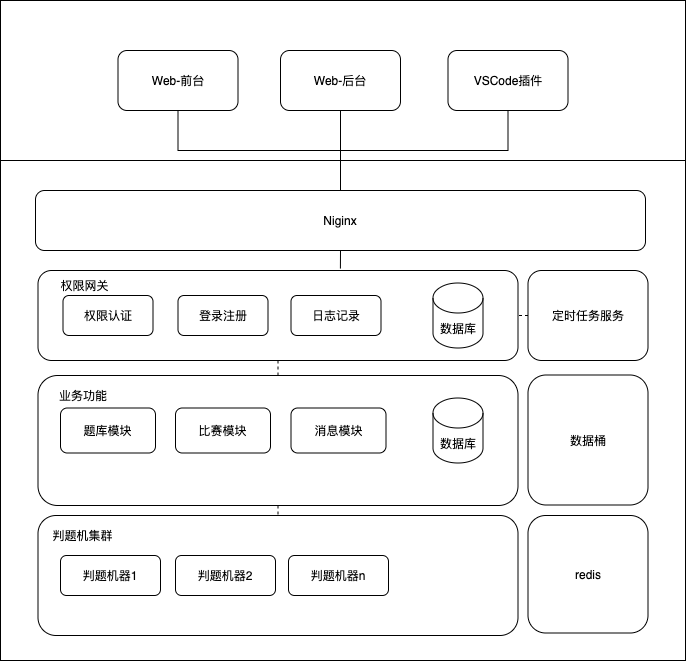 Web-前台
Web-后台
VSCode插件
Niginx
权限网关
权限认证
登录注册
日志记录
数据库
定时任务服务
业务功能
题库模块
比赛模块
消息模块
数据库
数据桶
判题机集群
判题机器1
判题机器2
判题机器n
redis